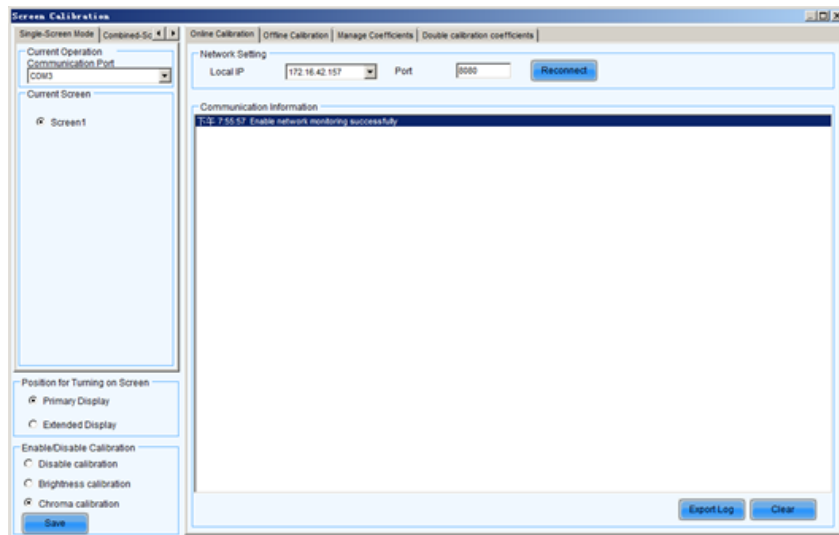 Screen Calibration
Single-Screen Mode Combined-Sc
Current Operation
Communication Port
COM3
Current Screen
Screen1
Position for Turning on Screen
Primary Display
Extended Display
Enable/Disable Calibration
Disable calibration
Brightness calibration
Chroma calibration
Save
Online Calibration Offline Calibration Manage Coefficients Double calibration coefficients
Network Setting
Local IP 172.16.42.157 Port 8080 Reconnect
Communication Information
下午 7:55:57 Enable network monitoring successfully
Export Log Clear